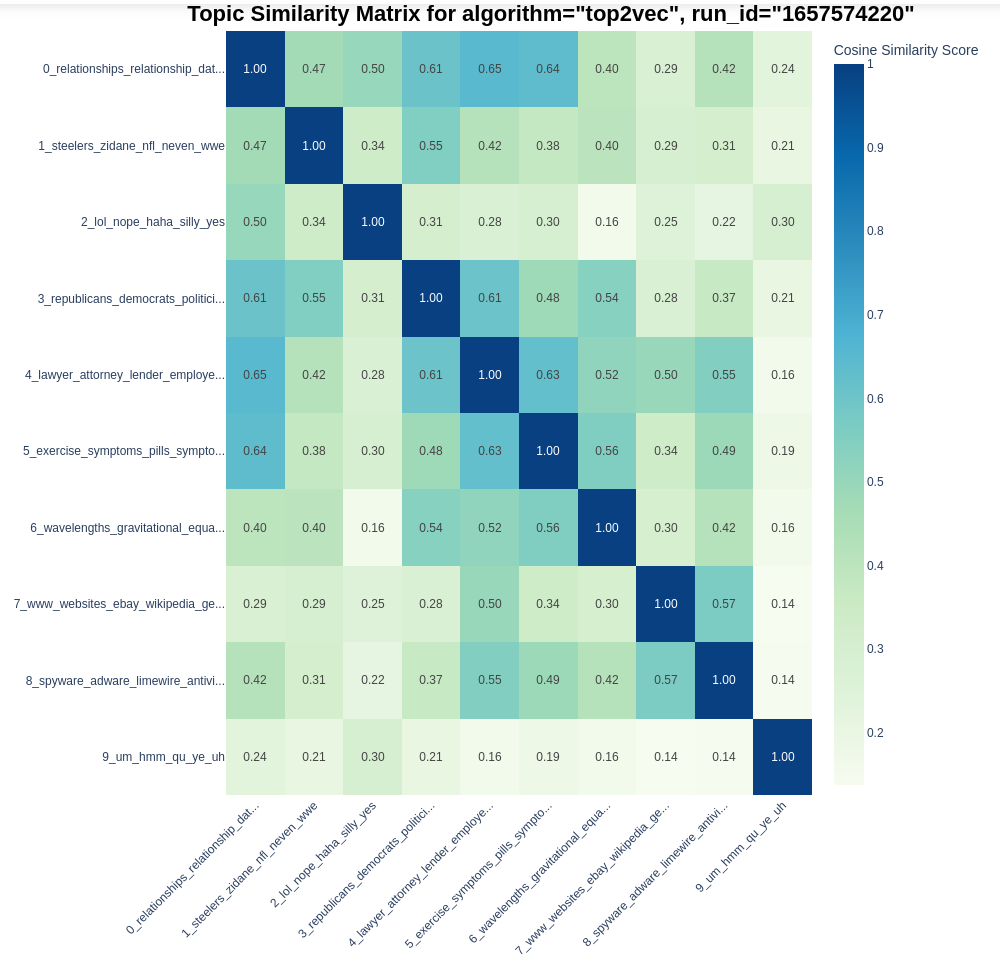 Topic Similarity Matrix for algorithm="top2vec", run_id="1657574220"
Cosine Similarity Score
0_relationships_relationship_dat... 1.00 0.47 0.50 0.61 0.65 0.64 0.40 0.29 0.42 0.24
1_steelers_zidane_nfl_neven_wwe 0.47 1.00 0.34 0.55 0.42 0.38 0.40 0.29 0.31 0.21
2_lol_nope_haha_silly_yes 0.50 0.34 1.00 0.31 0.28 0.30 0.16 0.25 0.22 0.30
3_republicans_democrats_politici... 0.61 0.55 0.31 1.00 0.61 0.48 0.54 0.28 0.37 0.21
4_lawyer_attorney_lender_employe... 0.65 0.42 0.28 0.61 1.00 0.63 0.52 0.50 0.55 0.16
5_exercise_symptoms_pills_sympto... 0.64 0.38 0.30 0.48 0.63 1.00 0.56 0.34 0.49 0.19
6_wavelengths_gravitational_equa... 0.40 0.40 0.16 0.54 0.52 0.56 1.00 0.30 0.42 0.16
7_www_websites_ebay_wikipedia_ge... 0.29 0.29 0.25 0.28 0.50 0.34 0.30 1.00 0.57 0.14
8_spyware_adware_limewire_antivi... 0.42 0.31 0.22 0.37 0.55 0.49 0.42 0.57 1.00 0.14
9_um_hmm_qu_ye_uh 0.24 0.21 0.30 0.21 0.16 0.19 0.16 0.14 0.14 1.00
0_relationships_relationship_dat...
1_steelers_zidane_nfl_neven_wwe
2_lol_nope_haha_silly_yes
3_republicans_democrats_politici...
4_lawyer_attorney_lender_employe...
5_exercise_symptoms_pills_sympto...
6_wavelengths_gravitational_equa...
7_www_websites_ebay_wikipedia_ge...
8_spyware_adware_limewire_antivi...
9_um_hmm_qu_ye_uh
1
0.9
0.8
0.7
0.6
0.5
0.4
0.3
0.2